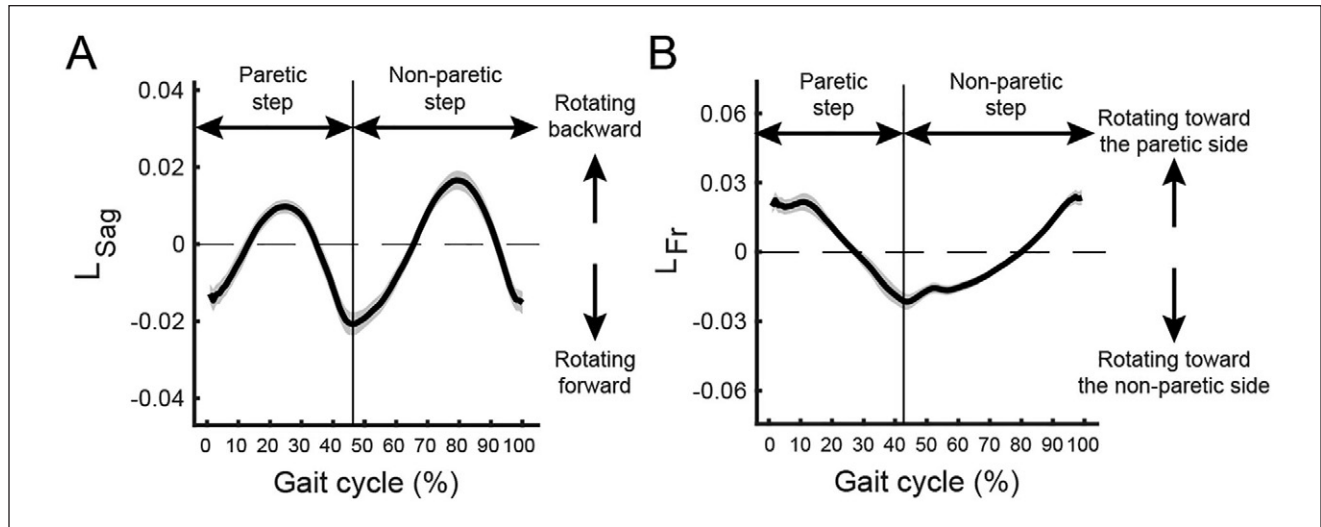 A
Paretic
step
Non-paretic
step
Rotating
backward
Rotating
forward
L Sag
0.04
0.02
0
-0.02
-0.04
0 10 20 30 40 50 60 70 80 90 100
Gait cycle (%)
B
Paretic
step
Non-paretic
step
Rotating toward
the paretic side
Rotating toward
the non-paretic side
L Fr
0.06
0.03
0
-0.03
-0.06
0 10 20 30 40 50 60 70 80 90 100
Gait cycle (%)